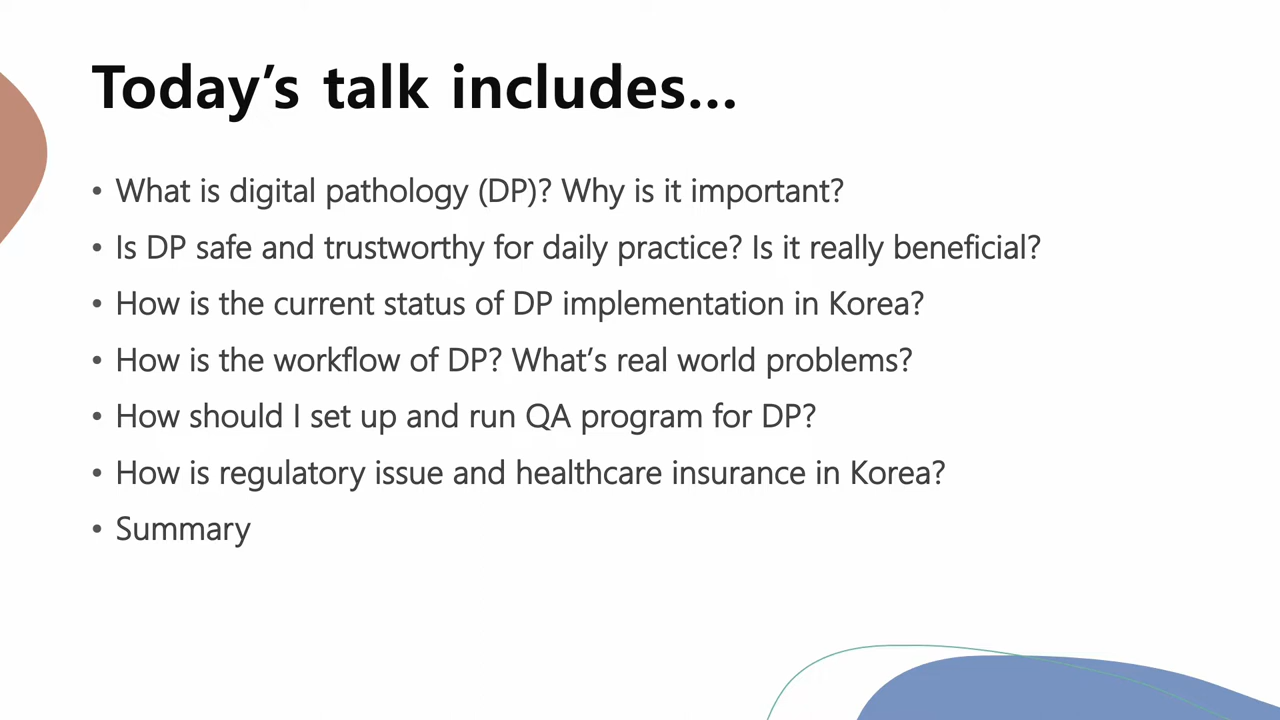 Today’s talk includes...
• What is digital pathology (DP)? Why is it important?
• Is DP safe and trustworthy for daily practice? Is it really beneficial?
• How is the current status of DP implementation in Korea?
• How is the workflow of DP? What’s real world problems?
• How should I set up and run QA program for DP?
• How is regulatory issue and healthcare insurance in Korea?
• Summary